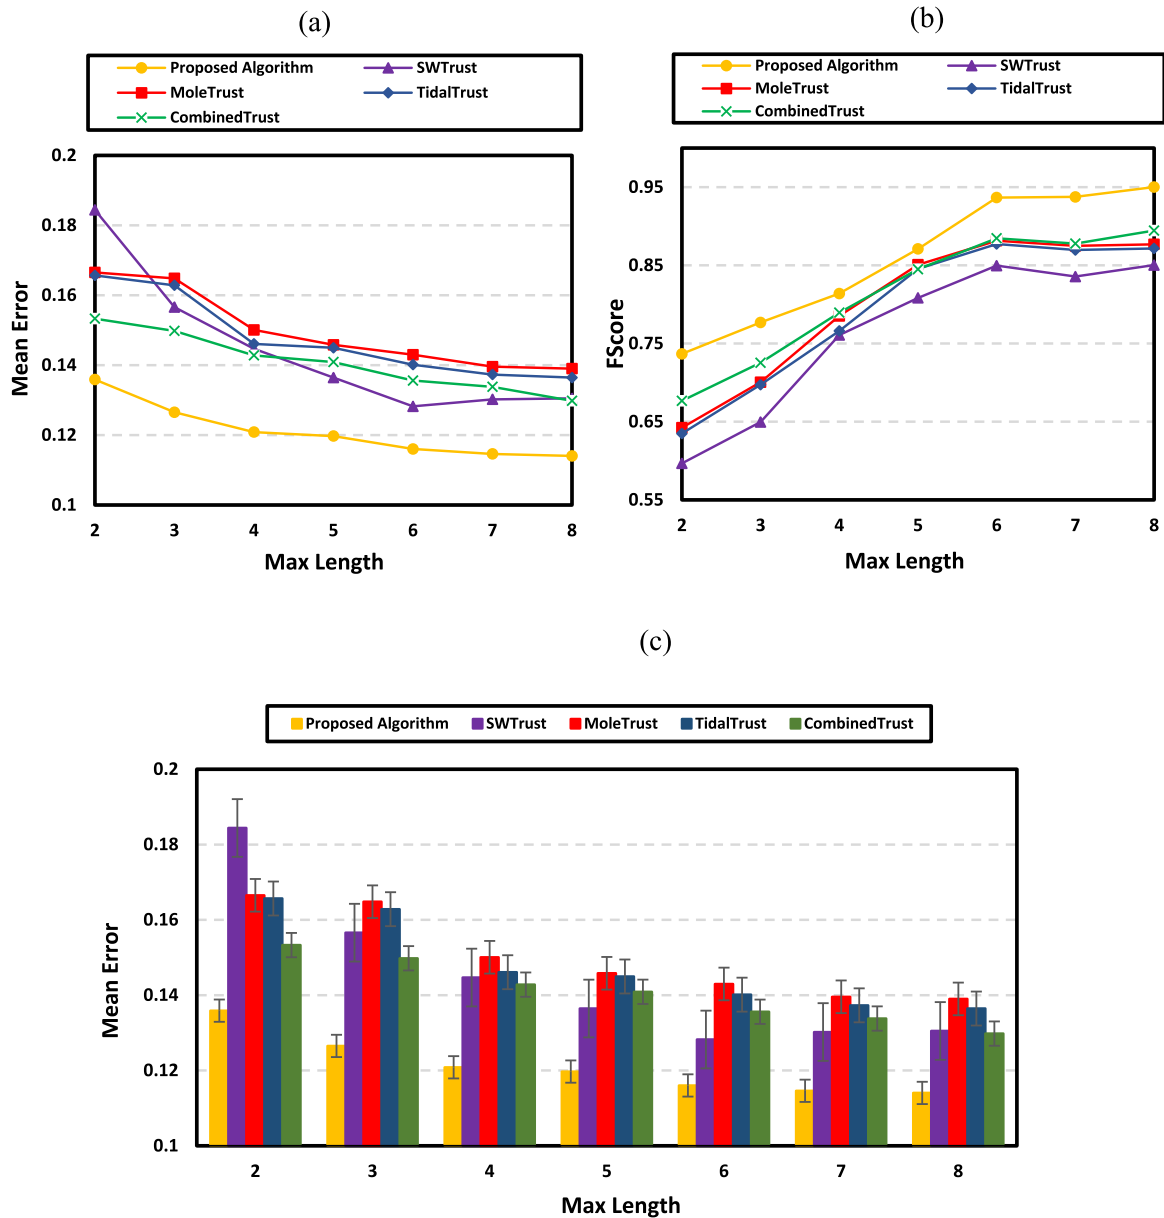 (a)
Proposed Algorithm SWTrust
MoleTrust TidalTrust
CombinedTrust
0.2
0.18
0.16
0.14
0.12
0.1
Mean Error
2 3 4 5 6 7 8
Max Length
(b)
Proposed Algorithm SWTrust
MoleTrust TidalTrust
CombinedTrust
0.95
0.85
0.75
0.65
0.55
FScore
2 3 4 5 6 7 8
Max Length
(c)
Proposed Algorithm SWTrust MoleTrust TidalTrust CombinedTrust
0.2
0.18
0.16
0.14
0.12
0.1
Mean Error
2 3 4 5 6 7 8
Max Length